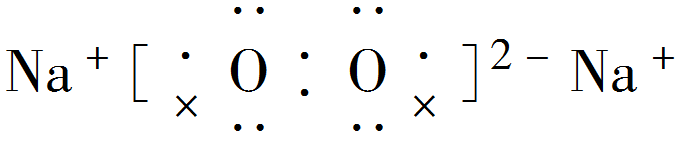 Na⁺[ ·× O : O ·× ]²⁻ Na⁺